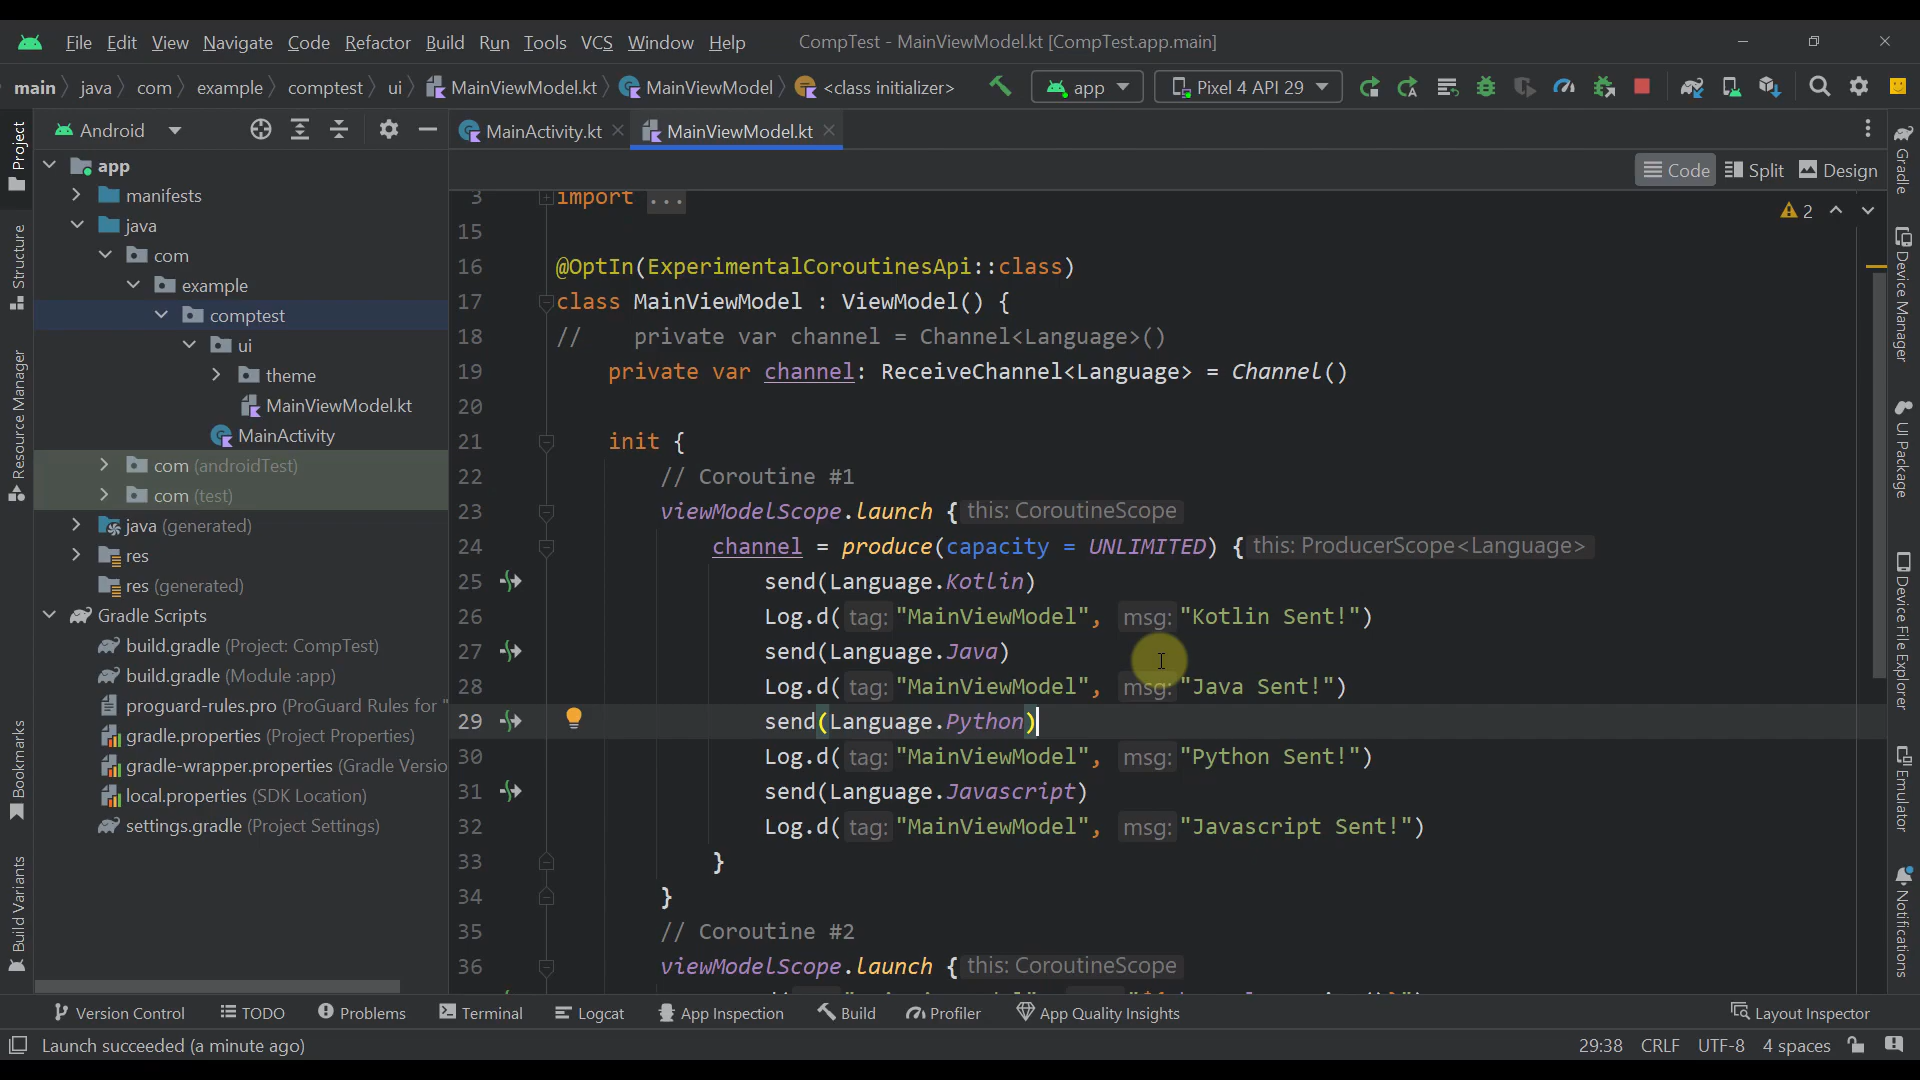 File Edit View Navigate Code Refactor Build Run Tools VCS Window Help CompTest - MainViewModel.kt [CompTest.app.main]
main java com example comptest ui MainViewModel.kt MainViewModel <class initializer> app Pixel 4 API 29
Project
Structure
Resource Manager
Bookmarks
Build Variants
Android
app
manifests
java
com
example
comptest
ui
theme
MainViewModel.kt
MainActivity
com (androidTest)
com (test)
java (generated)
res
res (generated)
Gradle Scripts
build.gradle (Project: CompTest)
build.gradle (Module :app)
proguard-rules.pro (ProGuard Rules for "
gradle.properties (Project Properties)
gradle-wrapper.properties (Gradle Versio
local.properties (SDK Location)
settings.gradle (Project Settings)
MainActivity.kt MainViewModel.kt
Code Split Design
2
3 import ...
15
16 @OptIn(ExperimentalCoroutinesApi::class)
17 class MainViewModel : ViewModel() {
18 // private var channel = Channel<Language>()
19 private var channel: ReceiveChannel<Language> = Channel()
20
21 init {
22 // Coroutine #1
23 viewModelScope.launch { this: CoroutineScope
24 channel = produce(capacity = UNLIMITED) { this: ProducerScope<Language>
25 send(Language.Kotlin)
26 Log.d( tag: "MainViewModel", msg: "Kotlin Sent!")
27 send(Language.Java)
28 Log.d( tag: "MainViewModel", msg: "Java Sent!")
29 send(Language.Python)
30 Log.d( tag: "MainViewModel", msg: "Python Sent!")
31 send(Language.Javascript)
32 Log.d( tag: "MainViewModel", msg: "Javascript Sent!")
33 }
34 }
35 // Coroutine #2
36 viewModelScope.launch { this: CoroutineScope
Gradle
Device Manager
UI Package
Device File Explorer
Emulator
Notifications
Version Control TODO Problems Terminal Logcat App Inspection Build Profiler App Quality Insights Layout Inspector
Launch succeeded (a minute ago) 29:38 CRLF UTF-8 4 spaces